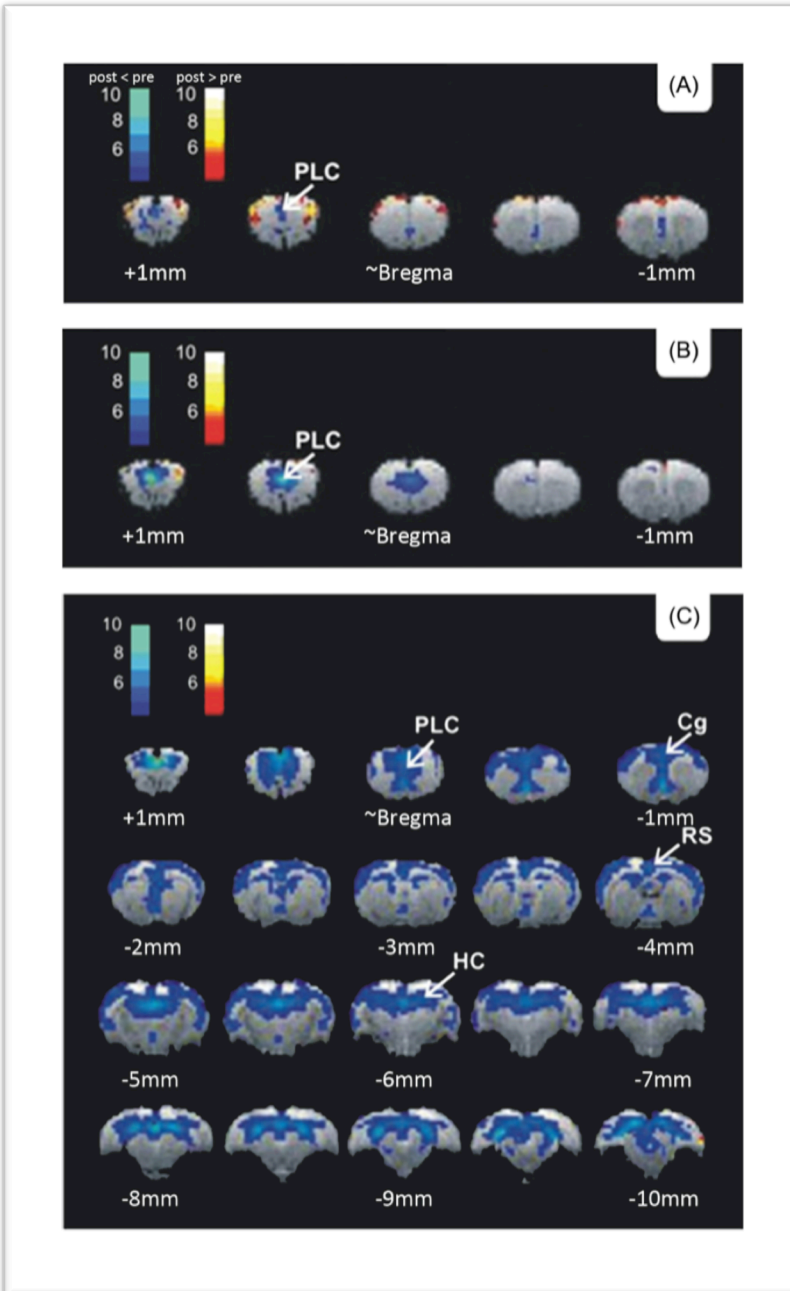 post < pre post > pre
(A)
10 10
8 8
6 6
PLC
+1mm ~Bregma -1mm
(B)
10 10
8 8
6 6
PLC
+1mm ~Bregma -1mm
(C)
10 10
8 8
6 6
PLC Cg
+1mm ~Bregma -1mm
RS
-2mm -3mm -4mm
HC
-5mm -6mm -7mm
-8mm -9mm -10mm